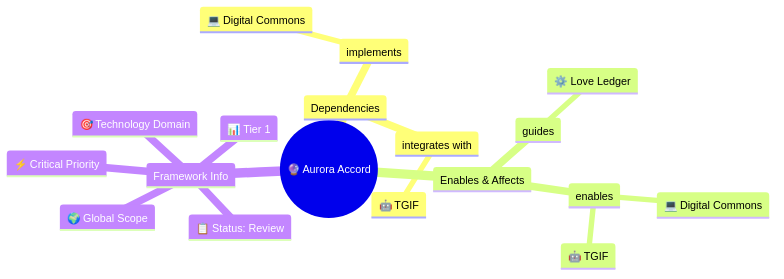 💻 Digital Commons
implements
Dependencies
integrates with
🤖 TGIF
🔮 Aurora Accord
⚙️ Love Ledger
guides
Enables & Affects
enables
💻 Digital Commons
🤖 TGIF
🎯 Technology Domain
📊 Tier 1
⚡ Critical Priority
Framework Info
🌍 Global Scope
📋 Status: Review